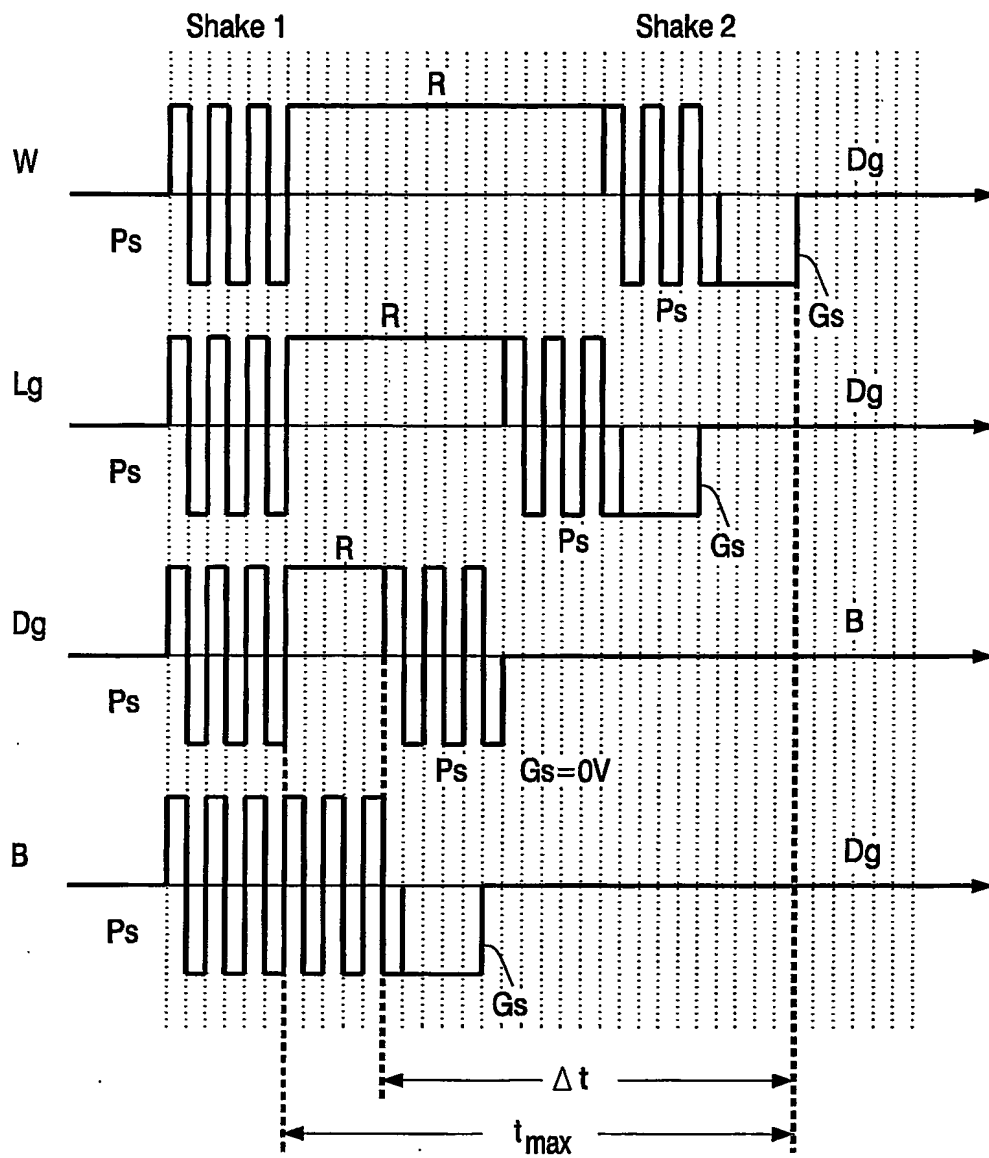 Shake 1 Shake 2
R
W Dg
Ps
Ps Gs
R
Lg Dg
Ps
Ps Gs
R
Dg B
Ps
Ps Gs=0V
B Dg
Ps
Gs
Δ t
tmax